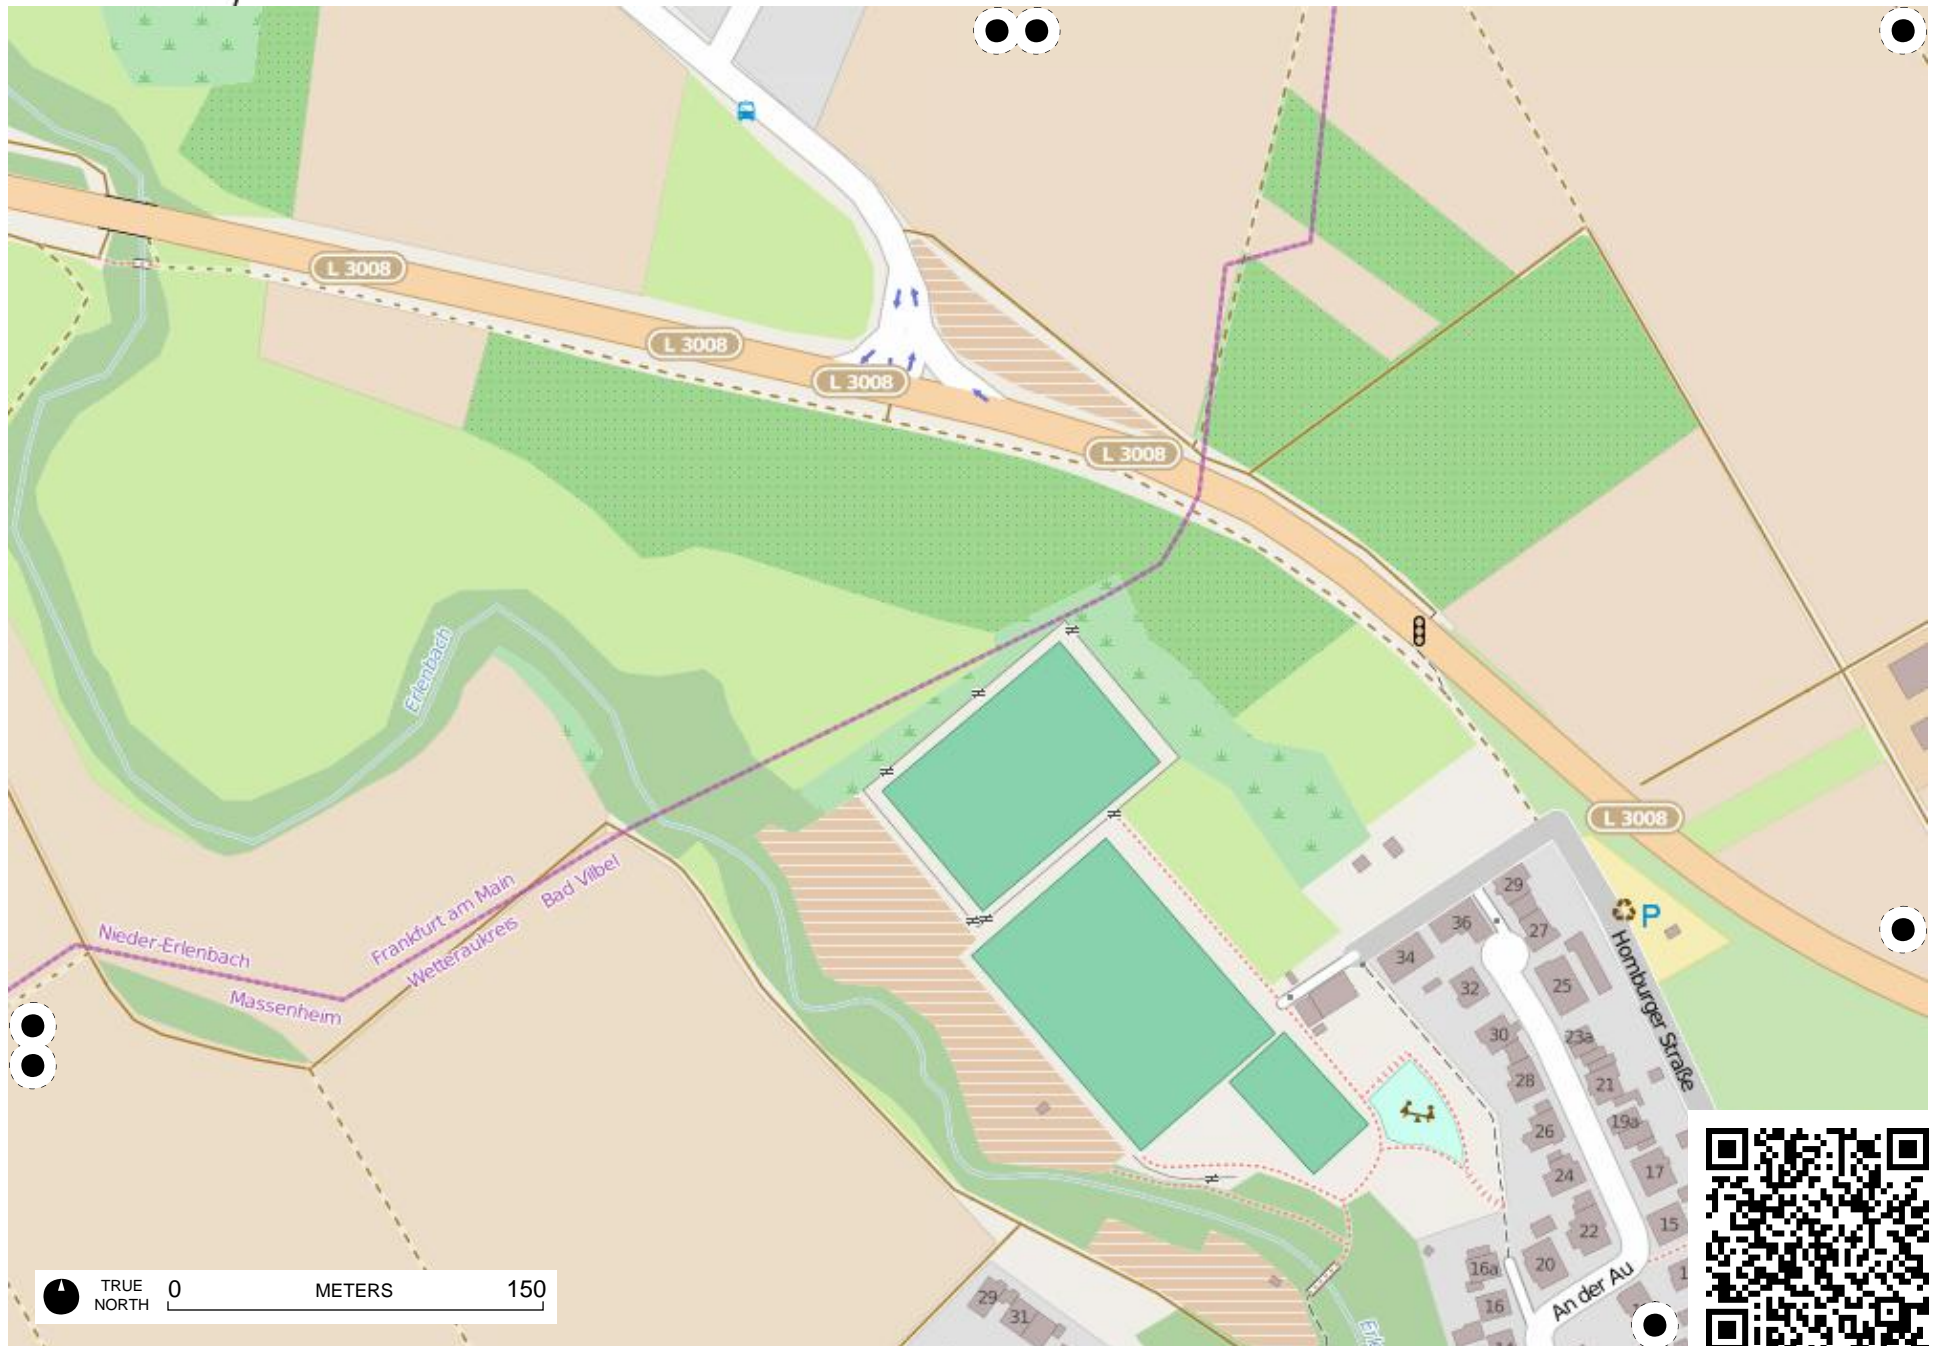 L 3008
L 3008
L 3008
L 3008
Erlenbach
L 3008
Nieder-Erlenbach
Frankfurt am Main
Bad Vilbel
Wetteraukreis
Massenheim
29
36
27
P
34
32
25
Homburger Straße
30
23a
28
21
26
19a
24
17
22
15
16a
20
An der Au
16
29
31
TRUE
NORTH
0
METERS
150